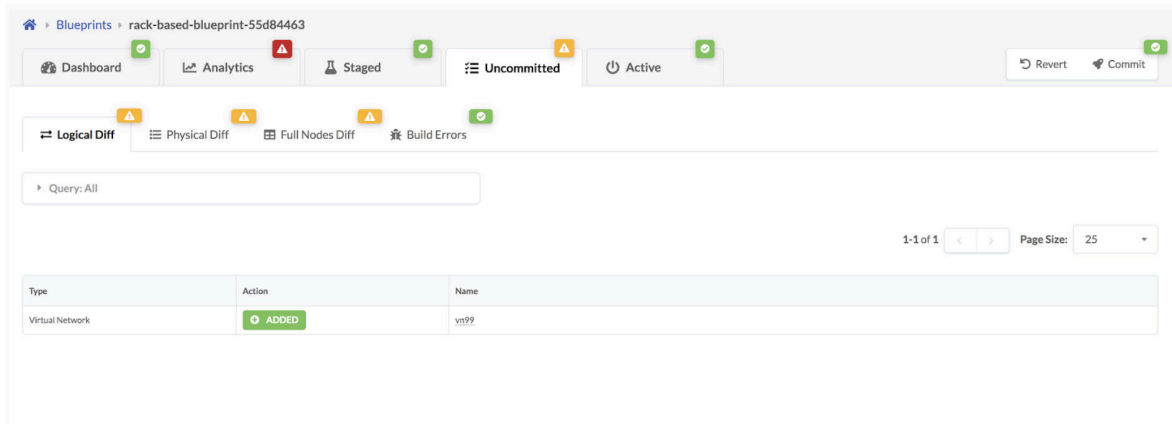 Blueprints rack-based-blueprint-55d84463
Dashboard Analytics Staged Uncommitted Active Revert Commit
Logical Diff Physical Diff Full Nodes Diff Build Errors
Query: All
1-1 of 1 Page Size: 25
Type Action Name
Virtual Network ADDED vn99